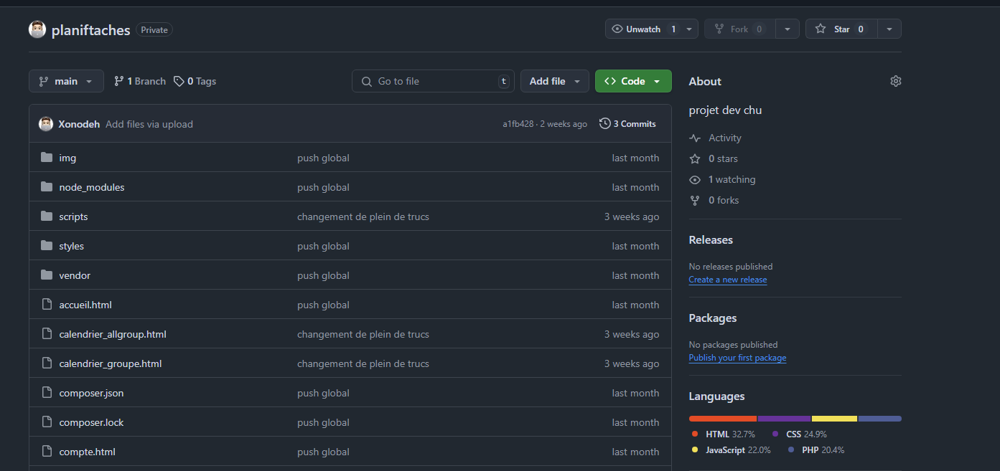 planiftaches Private Unwatch 1 Fork 0 Star 0
main 1 Branch 0 Tags Go to file t Add file Code
Xonodeh Add files via upload a1fb428 · 2 weeks ago 3 Commits
img push global last month
node_modules push global last month
scripts changement de plein de trucs 3 weeks ago
styles push global last month
vendor push global last month
accueil.html push global last month
calendrier_allgroup.html changement de plein de trucs 3 weeks ago
calendrier_groupe.html changement de plein de trucs 3 weeks ago
composer.json push global last month
composer.lock push global last month
compte.html push global last month
About
projet dev chu
Activity
0 stars
1 watching
0 forks
Releases
No releases published
Create a new release
Packages
No packages published
Publish your first package
Languages
HTML 32.7% CSS 24.9%
JavaScript 22.0% PHP 20.4%